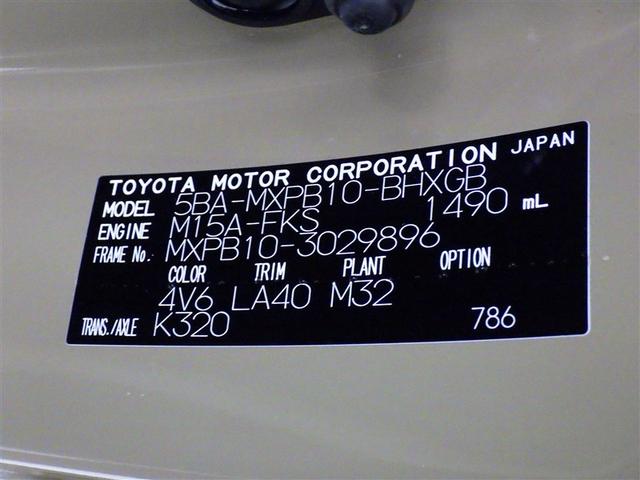 TOYOTA MOTOR CORPORATION JAPAN
MODEL 5BA-MXPB10-BHXGB
ENGINE M15A-FKS 1490 mL
FRAME No. MXPB10-3029896
COLOR TRIM PLANT OPTION
4V6 LA40 M32
TRANS./AXLE K320 786